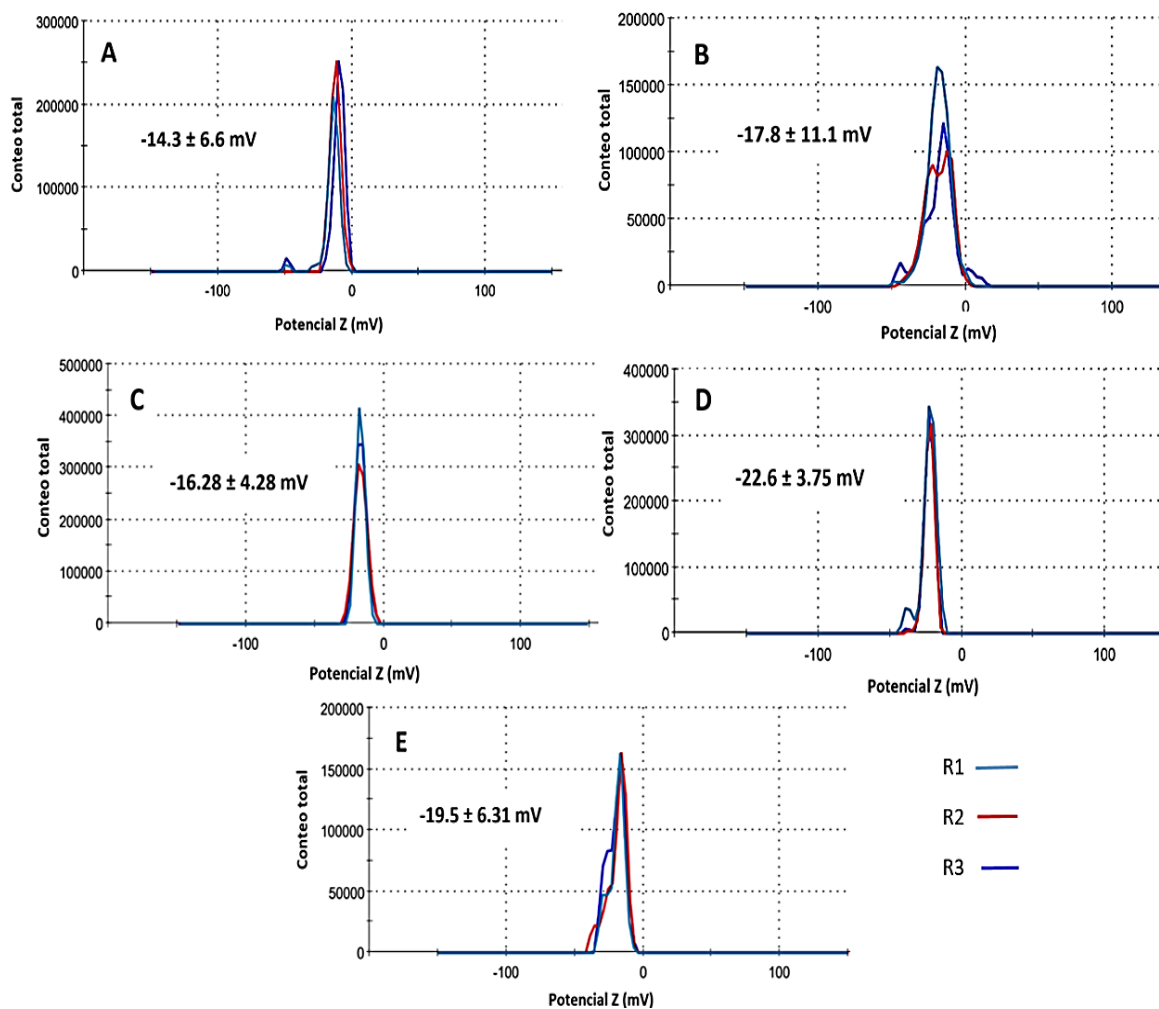 A
Conteo total
300000
200000
100000
0
-14.3 ± 6.6 mV
-100
0
100
Potencial Z (mV)
B
Conteo total
200000
150000
100000
50000
0
-17.8 ± 11.1 mV
-100
0
100
Potencial Z (mV)
C
Conteo total
500000
400000
300000
200000
100000
0
-16.28 ± 4.28 mV
-100
0
100
Potencial Z (mV)
D
Conteo total
400000
300000
200000
100000
0
-22.6 ± 3.75 mV
-100
0
100
Potencial Z (mV)
E
Conteo total
200000
150000
100000
50000
0
-19.5 ± 6.31 mV
-100
0
100
Potencial Z (mV)
R1
R2
R3